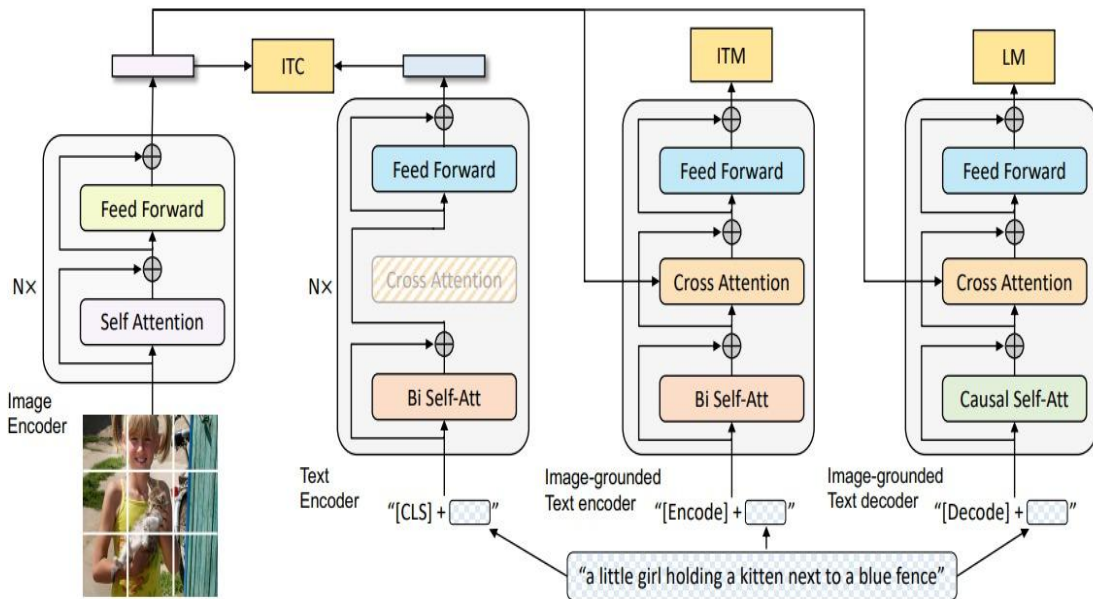 ITC
ITM
LM
Feed Forward
Self Attention
N×
Image
Encoder
Feed Forward
Cross Attention
Bi Self-Att
N×
Text
Encoder
“[CLS] + ”
Feed Forward
Cross Attention
Bi Self-Att
Image-grounded
Text encoder
“[Encode] + ”
Feed Forward
Cross Attention
Causal Self-Att
Image-grounded
Text decoder
“[Decode] + ”
“a little girl holding a kitten next to a blue fence”